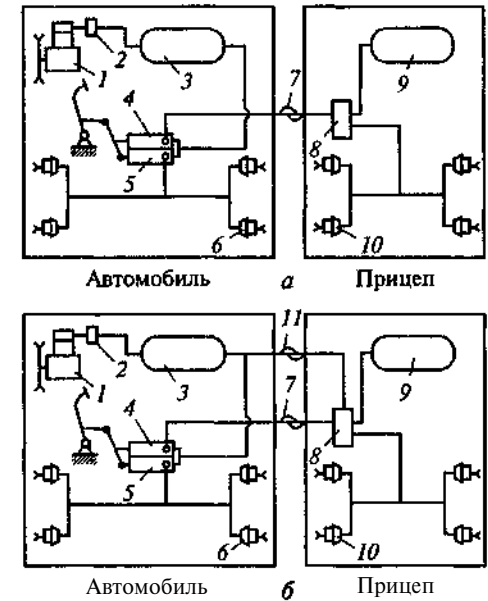 1 2 3 4 5 6 7 8 9 10
Автомобиль а Прицеп
1 2 3 4 5 6 7 8 9 10 11
Автомобиль б Прицеп